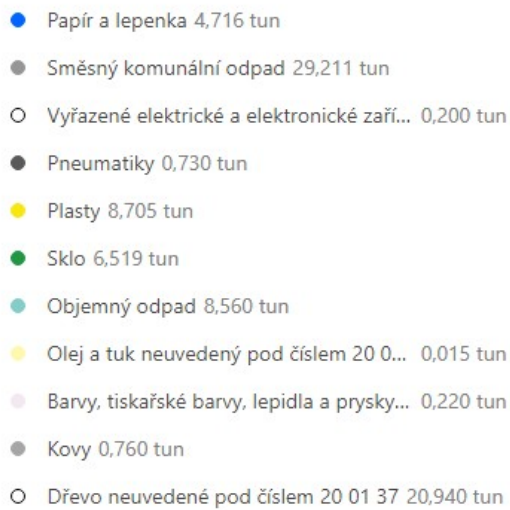 Papír a lepenka 4,716 tun
Směsný komunální odpad 29,211 tun
Vyřazené elektrické a elektronické zaří... 0,200 tun
Pneumatiky 0,730 tun
Plasty 8,705 tun
Sklo 6,519 tun
Objemný odpad 8,560 tun
Olej a tuk neuvedený pod číslem 20 0... 0,015 tun
Barvy, tiskařské barvy, lepidla a prysky... 0,220 tun
Kovy 0,760 tun
Dřevo neuvedené pod číslem 20 01 37 20,940 tun